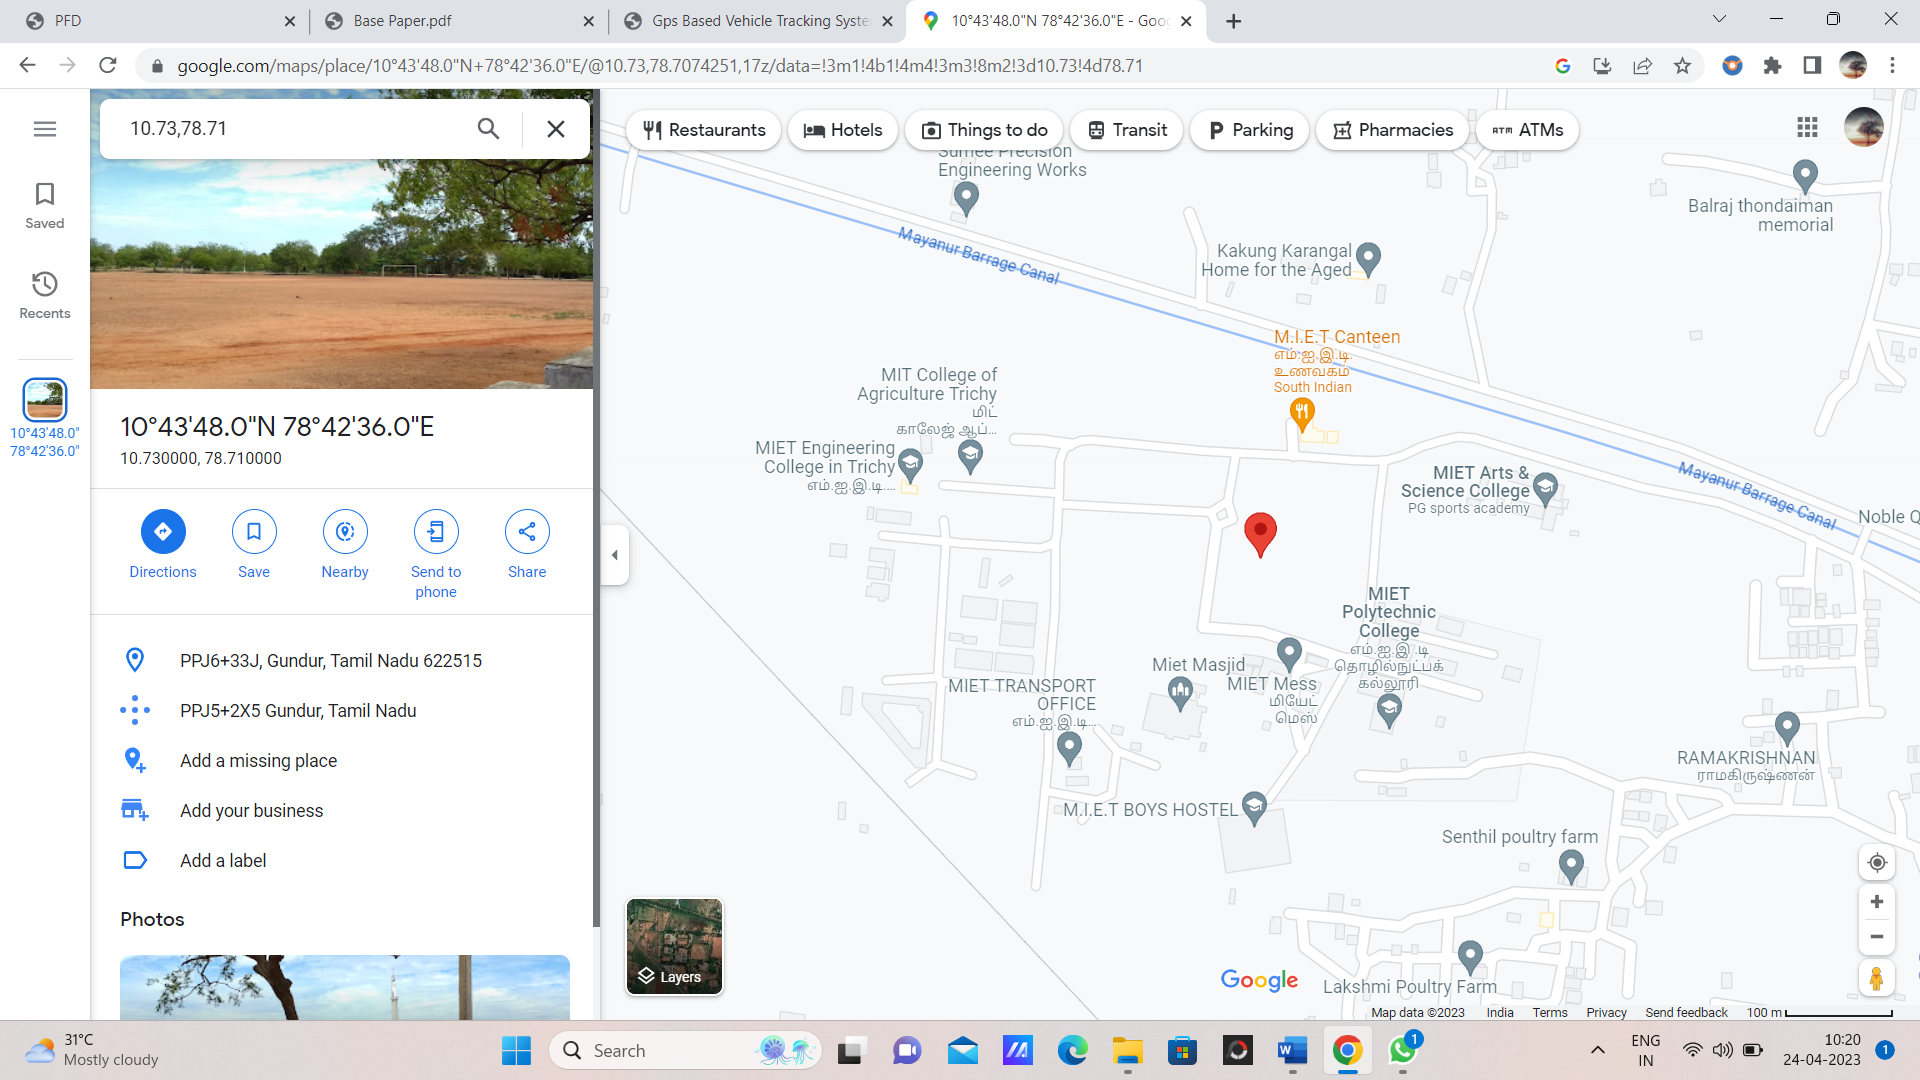 PFD
Base Paper.pdf
Gps Based Vehicle Tracking Syste
10°43'48.0"N 78°42'36.0"E - Goo
google.com/maps/place/10°43'48.0"N+78°42'36.0"E/@10.73,78.7074251,17z/data=!3m1!4b1!4m4!3m3!8m2!3d10.73!4d78.71
10.73,78.71
Saved
Recents
10°43'48.0"
78°42'36.0"
10°43'48.0"N 78°42'36.0"E
10.730000, 78.710000
Directions
Save
Nearby
Send to
phone
Share
PPJ6+33J, Gundur, Tamil Nadu 622515
PPJ5+2X5 Gundur, Tamil Nadu
Add a missing place
Add your business
Add a label
Photos
Restaurants
Hotels
Things to do
Transit
P Parking
Pharmacies
ATM ATMs
Sumee Precision
Engineering Works
Mayanur Barrage Canal
Kakung Karangal
Home for the Aged
Balraj thondaiman
memorial
M.I.E.T Canteen
எம்.ஐ.இ.டி.
உணவகம்
South Indian
MIT College of
Agriculture Trichy
மிட்
காலேஜ் ஆப்...
MIET Engineering
College in Trichy
எம்.ஐ.இ.டி....
MIET Arts &
Science College
PG sports academy
Mayanur Barrage Canal
Noble Q
MIET
Polytechnic
College
எம்.ஐ.இ .டி
தொழில்நுட்பக்
கல்லூரி
Miet Masjid
MIET Mess
மியேட்
மெஸ்
MIET TRANSPORT
OFFICE
எம்.ஐ.இ.டி...
RAMAKRISHNAN
ராமகிருஷ்ணன்
M.I.E.T BOYS HOSTEL
Senthil poultry farm
Lakshmi Poultry Farm
Layers
Google
Map data ©2023
India
Terms
Privacy
Send feedback
100 m
31°C
Mostly cloudy
Search
1
ENG
IN
10:20
24-04-2023
1